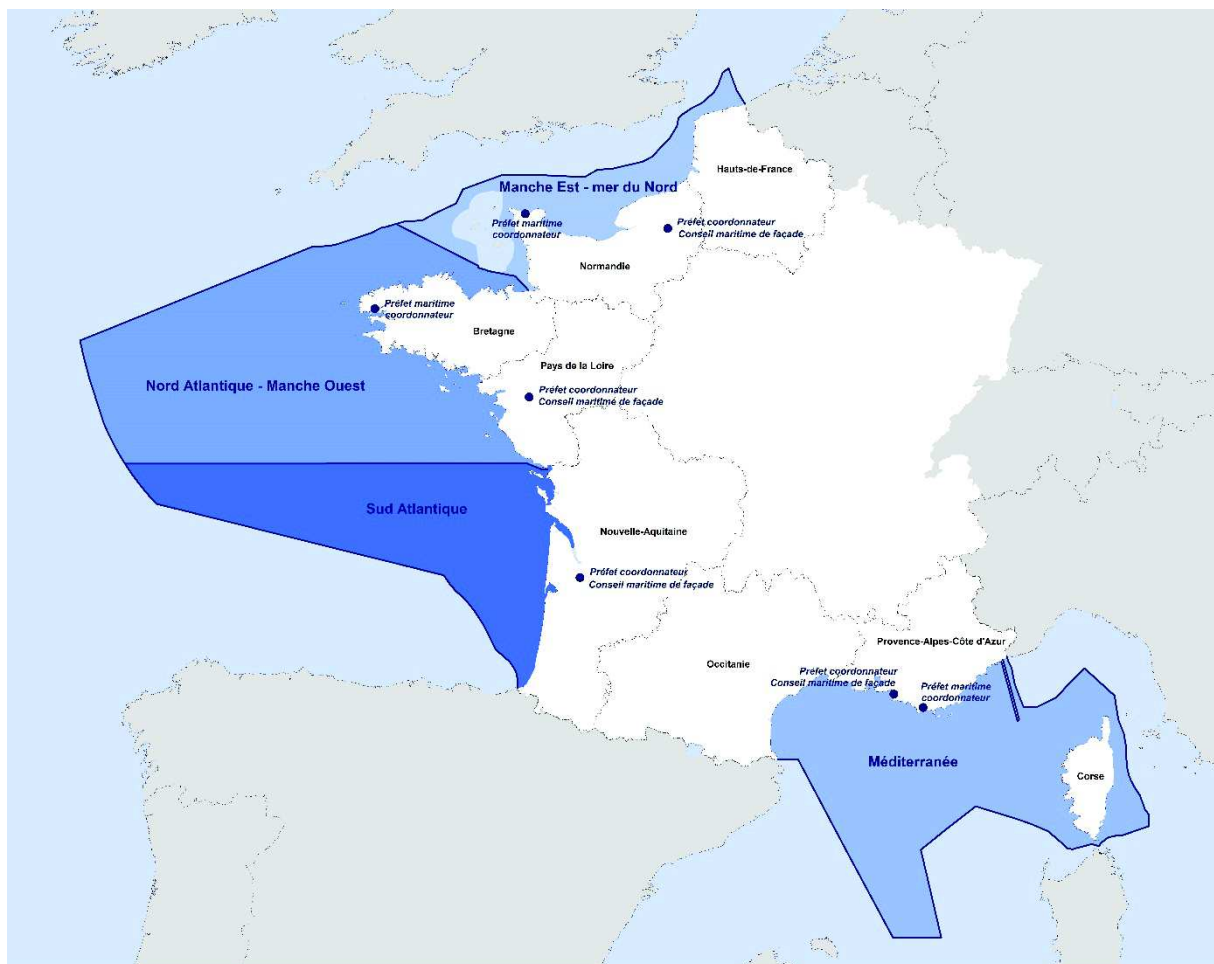 Hauts-de-France
Manche Est - mer du Nord
Préfet maritime
coordonnateur
Préfet coordonnateur
Conseil maritime de façade
Normandie
Préfet maritime
coordonnateur
Bretagne
Pays de la Loire
Nord Atlantique - Manche Ouest
Préfet coordonnateur
Conseil maritime de façade
Sud Atlantique
Nouvelle-Aquitaine
Préfet coordonnateur
Conseil maritime de façade
Provence-Alpes-Côte d'Azur
Occitanie
Préfet coordonnateur
Conseil maritime de façade
Préfet maritime
coordonnateur
Méditerranée
Corse